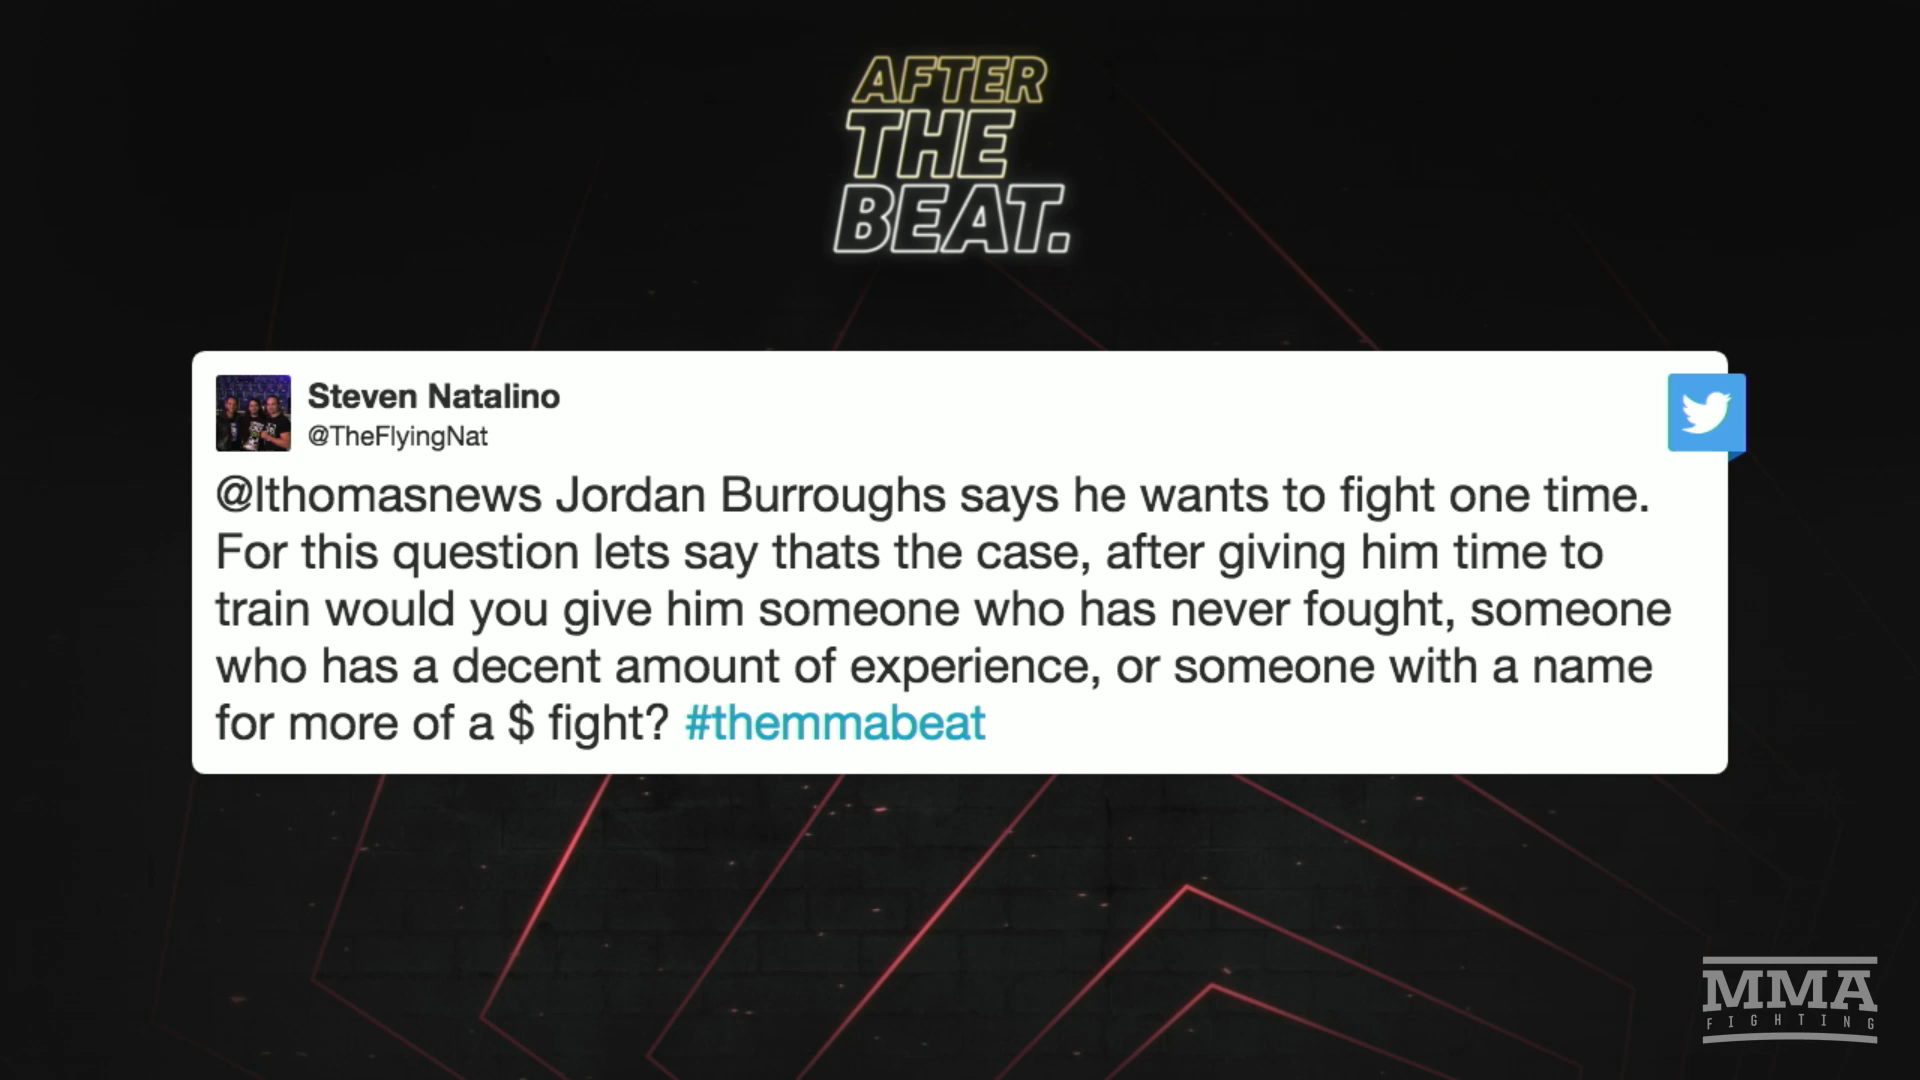 AFTER
THE
BEAT.
Steven Natalino
@TheFlyingNat
@lthomasnews Jordan Burroughs says he wants to fight one time.
For this question lets say thats the case, after giving him time to
train would you give him someone who has never fought, someone
who has a decent amount of experience, or someone with a name
for more of a $ fight? #themmabeat
MMA
FIGHTING